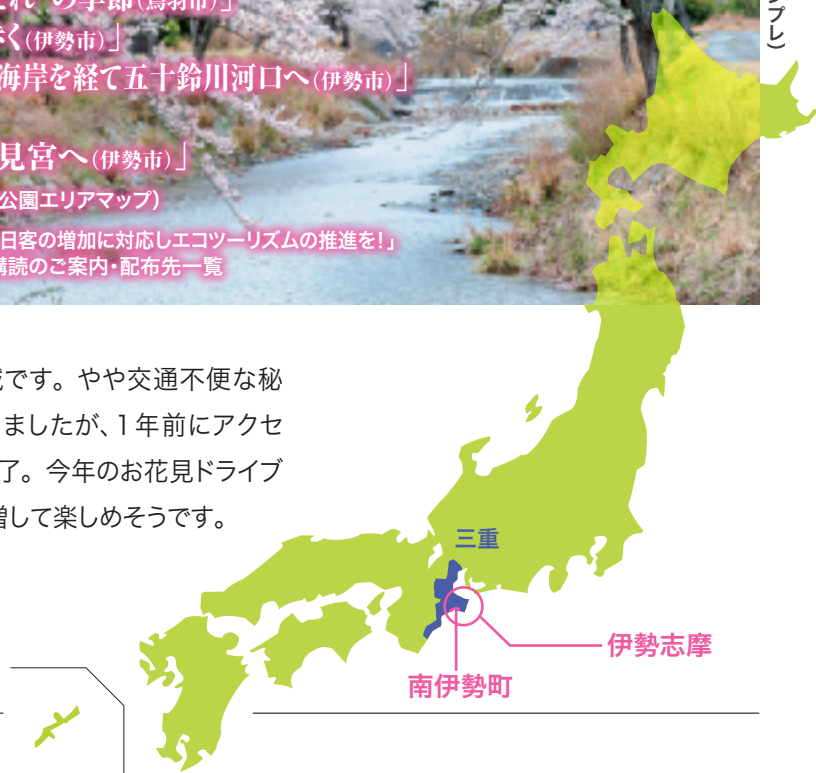 の季節(鳥羽市)」
く(伊勢市)」
海岸を経て五十鈴川河口へ(伊勢市)」
見宮へ(伊勢市)」
公園エリアマップ)
日客の増加に対応しエコツーリズムの推進を!」
購読のご案内・配布先一覧
プレ)
です。やや交通不便な秘
ましたが、1年前にアクセ
了。今年のお花見ドライブ
増して楽しめそうです。
三重
伊勢志摩
南伊勢町